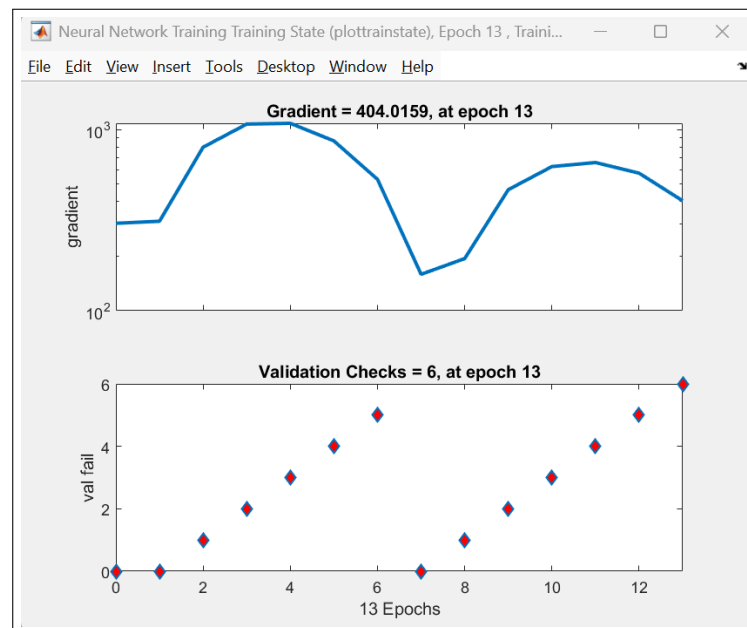 Neural Network Training Training State (plottrainstate), Epoch 13 , Traini...
File Edit View Insert Tools Desktop Window Help
Gradient = 404.0159, at epoch 13
10^3
gradient
10^2
Validation Checks = 6, at epoch 13
6
4
val fail
2
0
0 2 4 6 8 10 12
13 Epochs